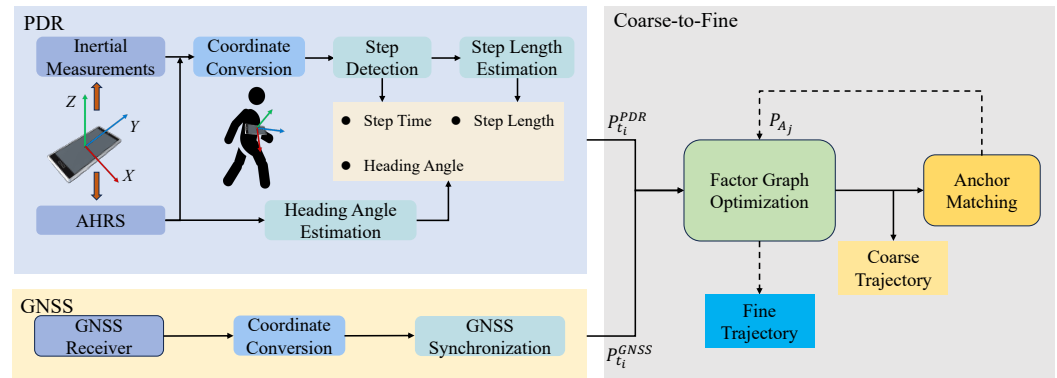 PDR
Inertial
Measurements
Coordinate
Conversion
Step
Detection
Step Length
Estimation
Z
Y
X
● Step Time
● Step Length
● Heading Angle
AHRS
Heading Angle
Estimation
GNSS
GNSS
Receiver
Coordinate
Conversion
GNSS
Synchronization
P_{t_i}^{PDR}
P_{t_i}^{GNSS}
Coarse-to-Fine
P_{A_j}
Factor Graph
Optimization
Anchor
Matching
Coarse
Trajectory
Fine
Trajectory